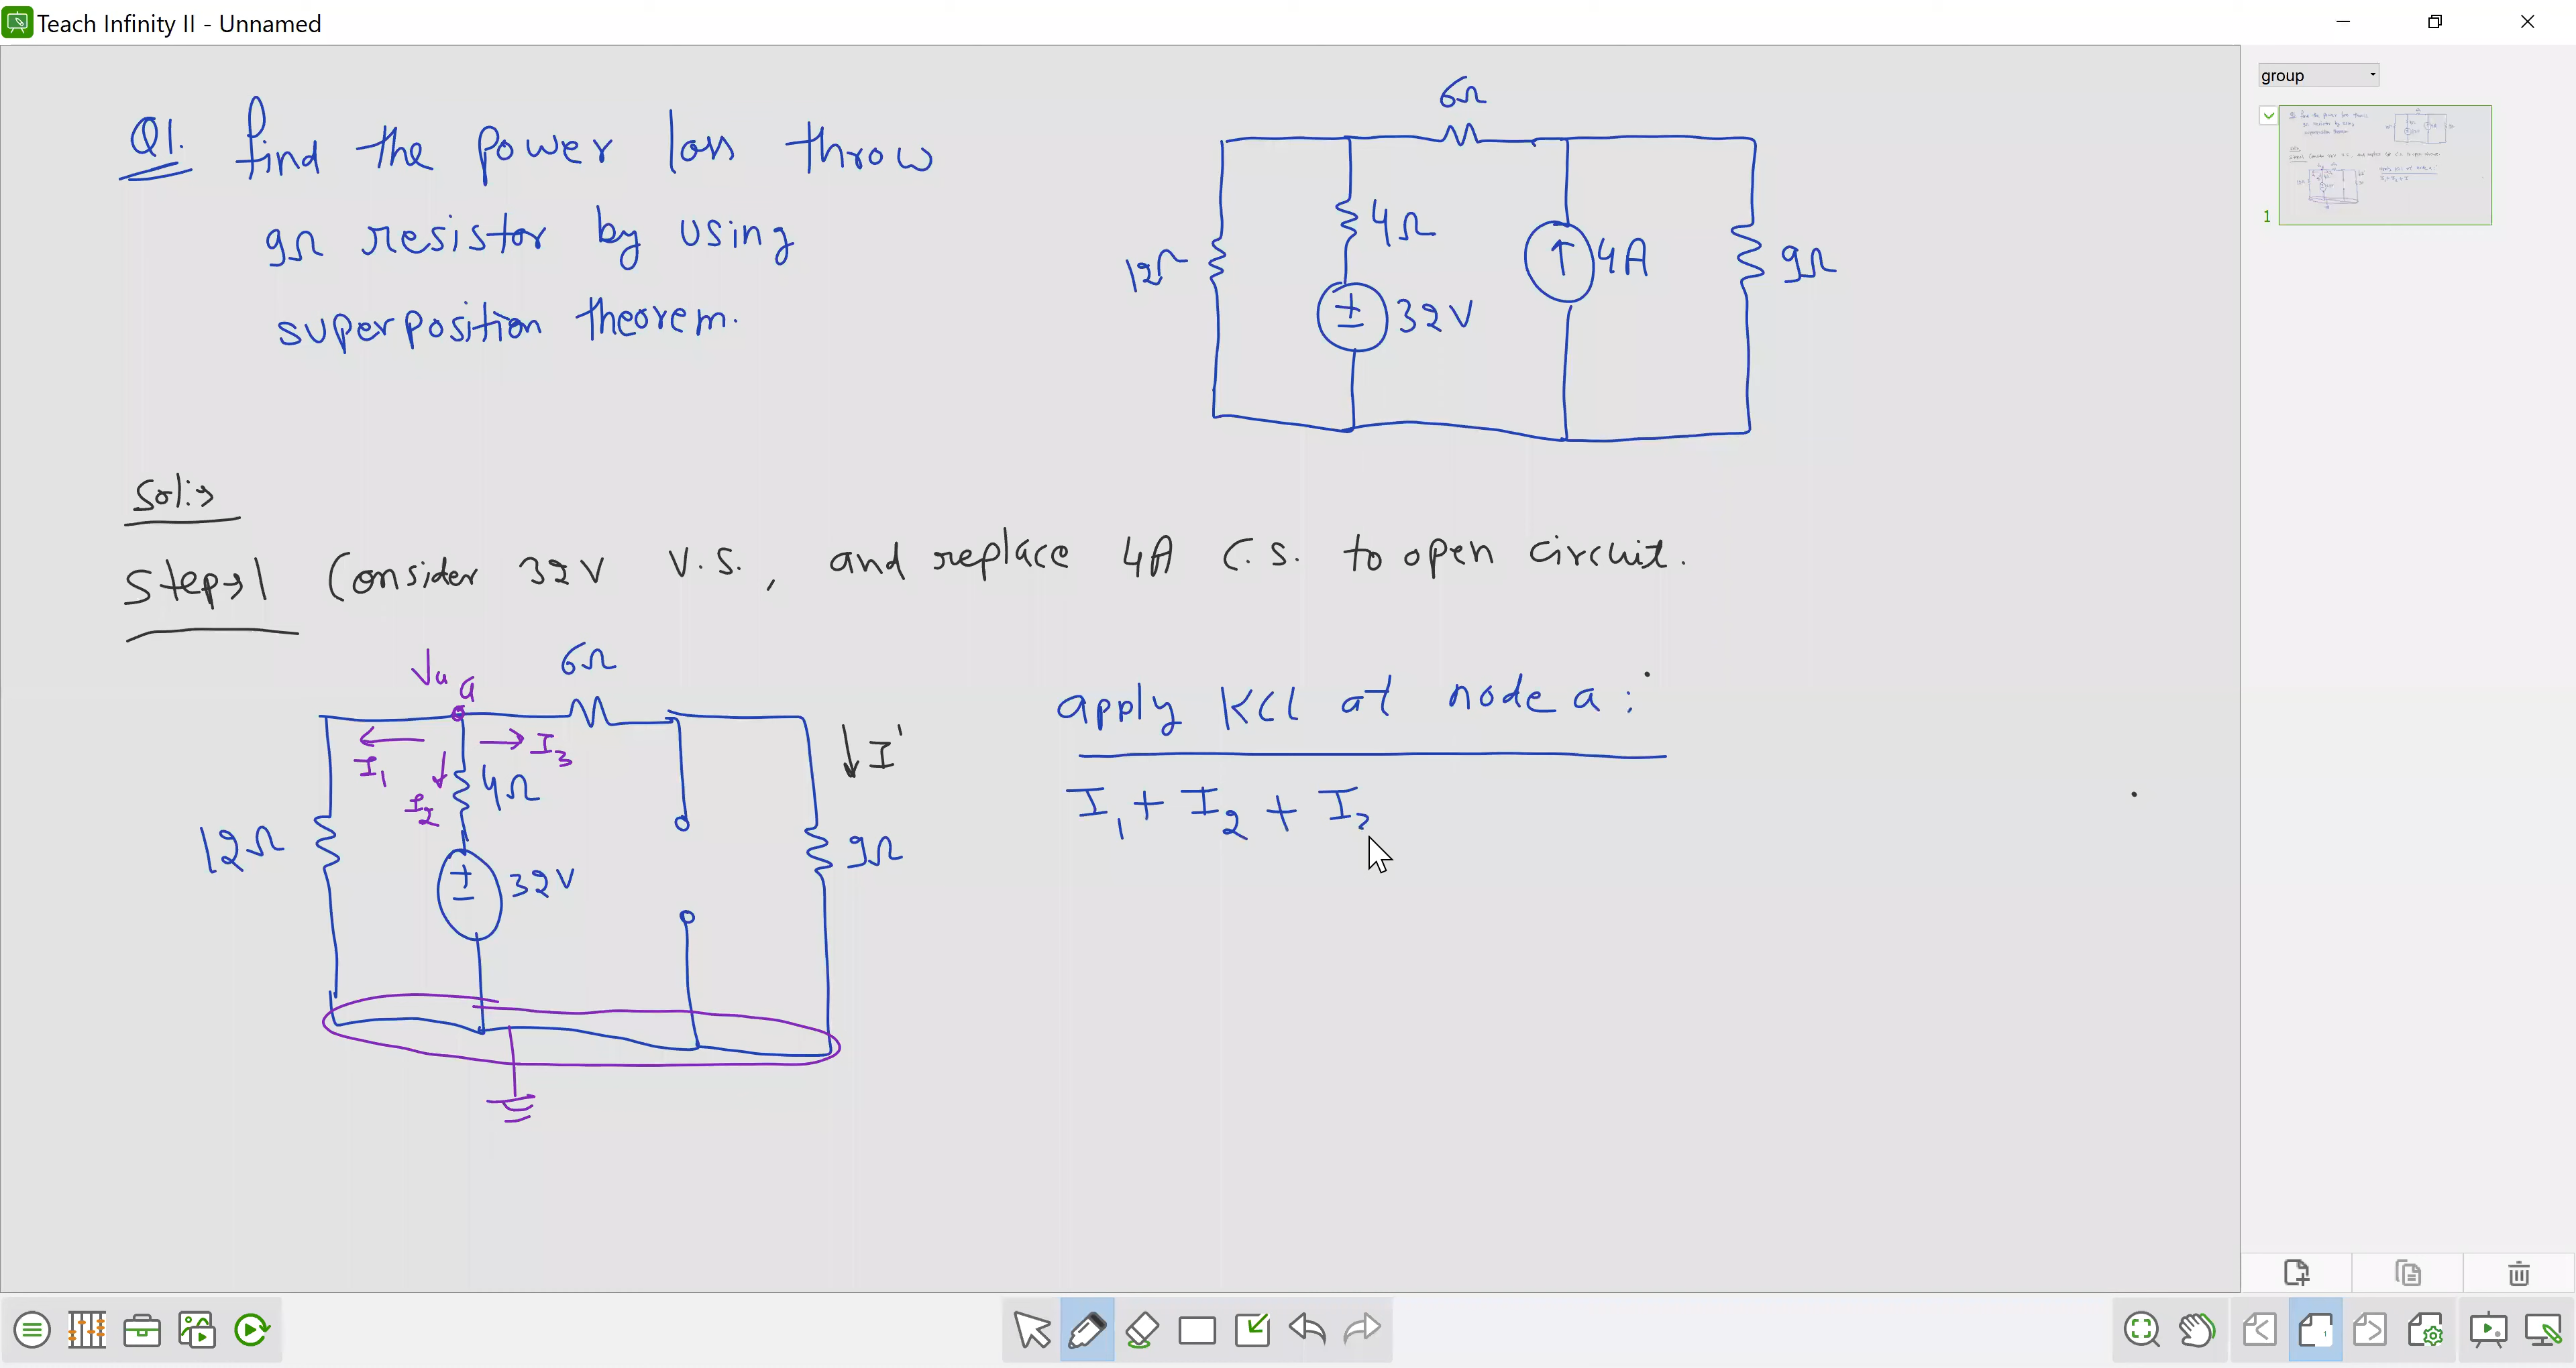 Teach Infinity II - Unnamed
group
Q1. find the power loss throw
9Ω resistor by using
superposition theorem.
6Ω
4Ω
12Ω
4A
9Ω
32V
Sol:→
Step→1 Consider 32V V.S., and replace 4A C.S. to open circuit.
Va a
6Ω
I1
I2
I3
4Ω
I'
12Ω
32V
9Ω
apply KCL at node a:
I1 + I2 + I3
1